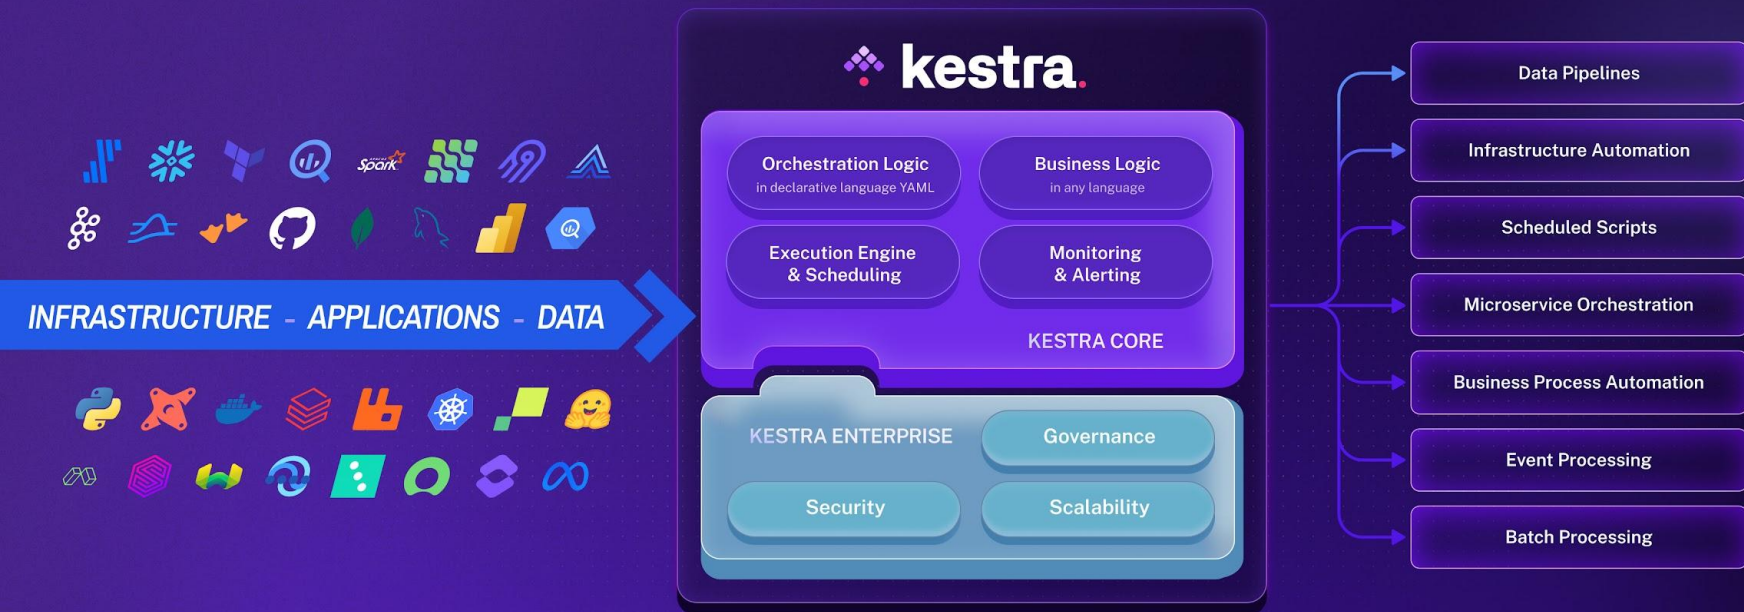 kestra.
Spark
Orchestration Logic
in declarative language YAML
Business Logic
in any language
Execution Engine
& Scheduling
Monitoring
& Alerting
KESTRA CORE
INFRASTRUCTURE - APPLICATIONS - DATA
KESTRA ENTERPRISE
Governance
Security
Scalability
Data Pipelines
Infrastructure Automation
Scheduled Scripts
Microservice Orchestration
Business Process Automation
Event Processing
Batch Processing